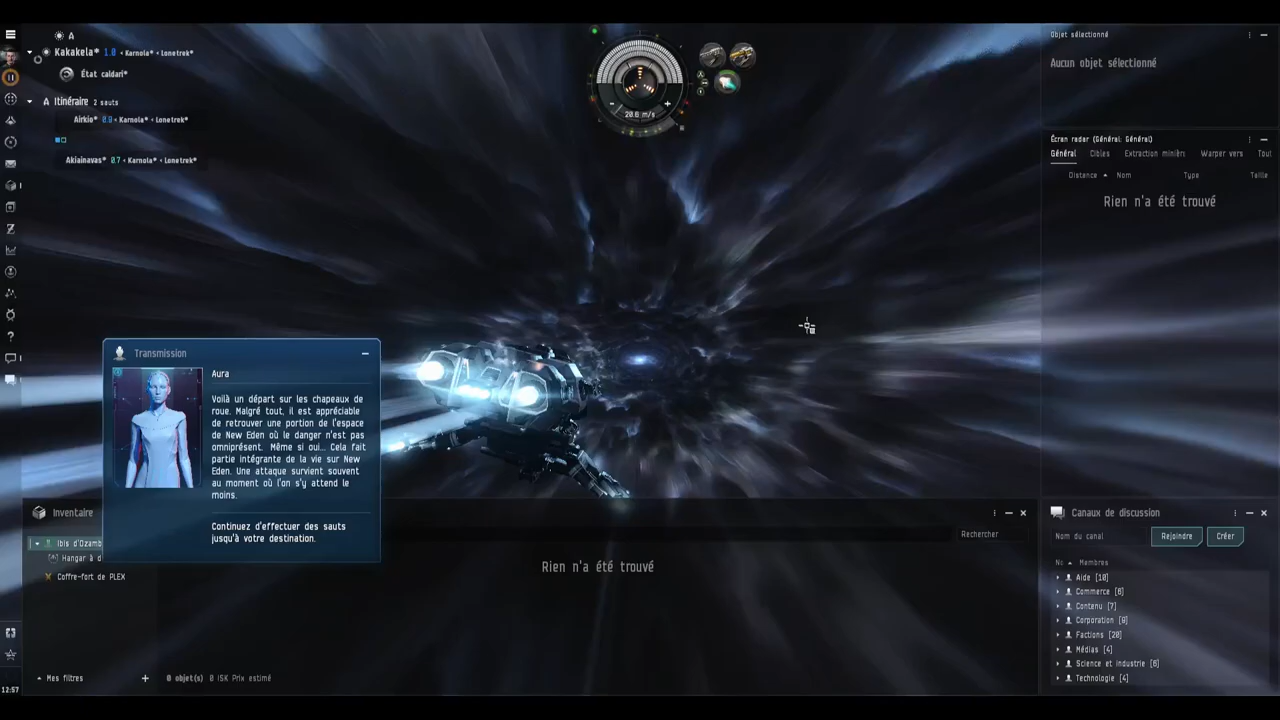 A
Kakakela* 1.0 < Karnola* < Lonetrek*
État caldari*
A Itinéraire 2 sauts
Airkio* 0.8 < Karnola* < Lonetrek*
Akiainavas* 0.7 < Karnola* < Lonetrek*
20.6 m/s
Objet sélectionné
Aucun objet sélectionné
Écran radar (Général: Général)
Général Cibles Extraction minière Warper vers Tout
Distance Nom Type Taille
Rien n'a été trouvé
Transmission
Aura
Voilà un départ sur les chapeaux de
roue. Malgré tout, il est appréciable
de retrouver une portion de l'espace
de New Eden où le danger n'est pas
omniprésent. Même si oui... Cela fait
partie intégrante de la vie sur New
Eden. Une attaque survient souvent
au moment où l'on s'y attend le
moins.
Continuez d'effectuer des sauts
jusqu'à votre destination.
Inventaire
Ibis d'Ozamb
Hangar à d
Coffre-fort de PLEX
Rechercher
Rien n'a été trouvé
Mes filtres
0 objet(s) 0 ISK Prix estimé
Canaux de discussion
Nom du canal Rejoindre Créer
Membres
Aide [10]
Commerce [6]
Contenu [7]
Corporation [9]
Factions [20]
Médias [4]
Science et industrie [6]
Technologie [4]
12:57